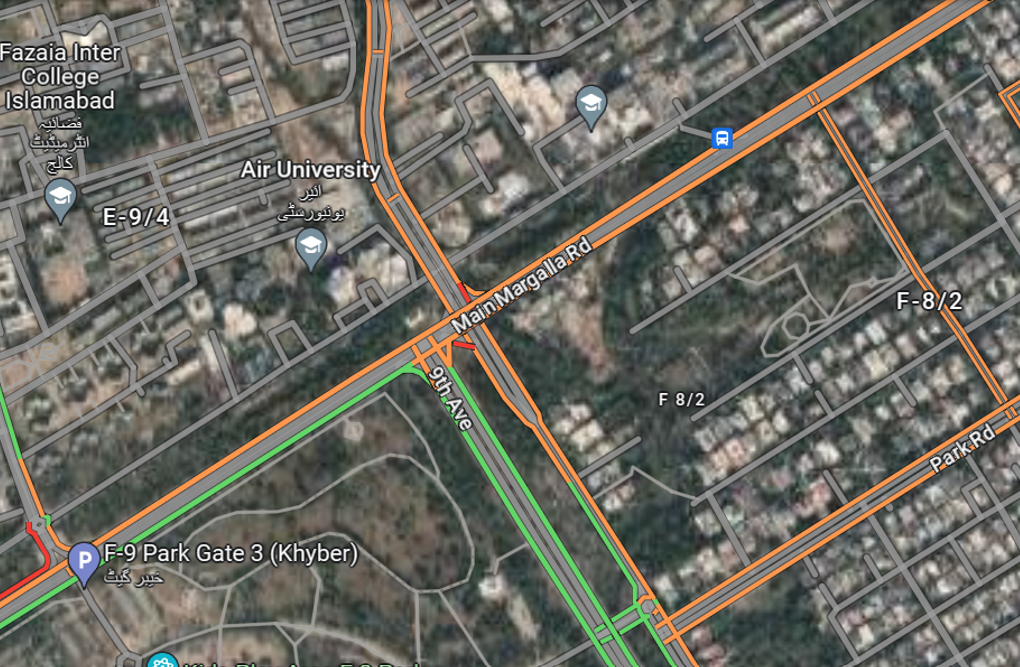 Fazaia Inter
College
Islamabad
فضائیہ
انٹرمیڈیٹ
کالج
Air University
ائیر
یونیورسٹی
E-9/4
Main Margalla Rd
F-8/2
9th Ave
F 8/2
Park Rd
P
F-9 Park Gate 3 (Khyber)
خیبر گیٹ